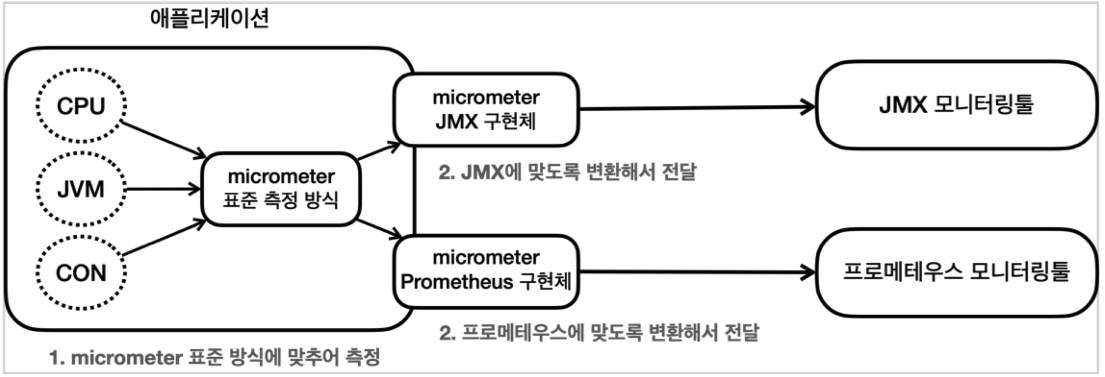 애플리케이션
CPU
JVM
CON
micrometer
표준 측정 방식
micrometer
JMX 구현체
JMX 모니터링툴
2. JMX에 맞도록 변환해서 전달
micrometer
Prometheus 구현체
프로메테우스 모니터링툴
2. 프로메테우스에 맞도록 변환해서 전달
1. micrometer 표준 방식에 맞추어 측정